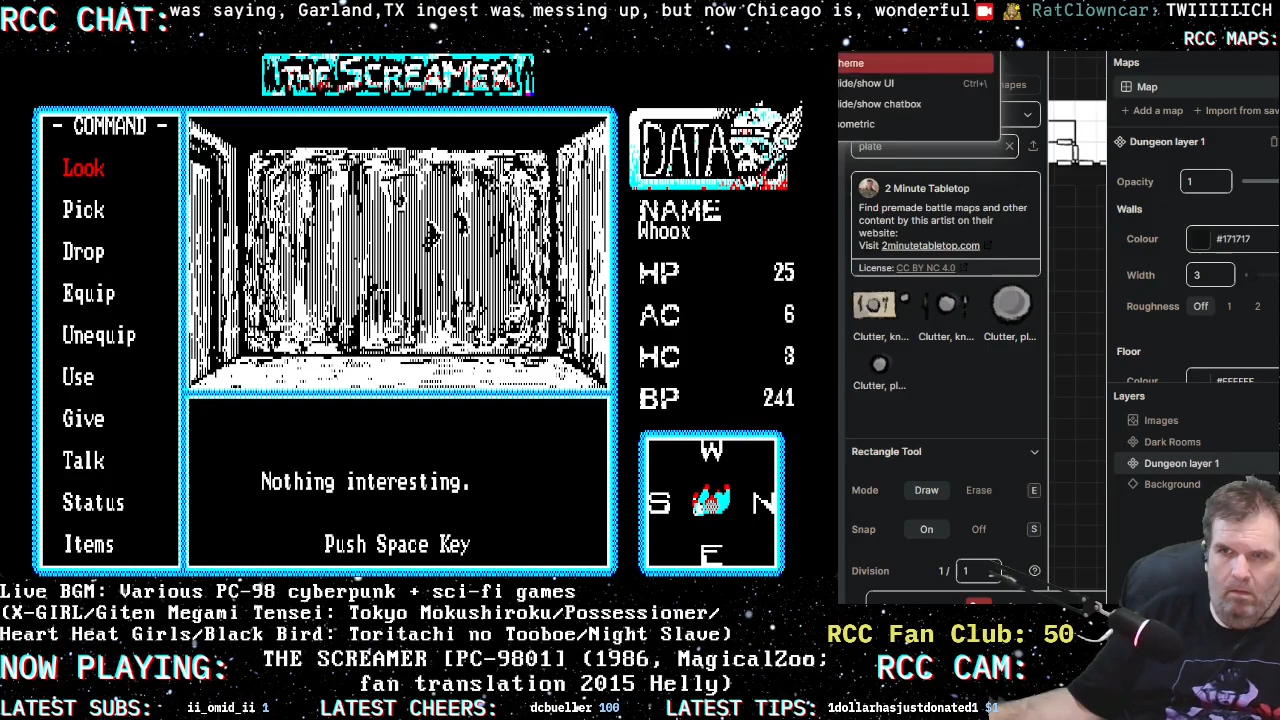 RCC CHAT:
was saying, Garland,TX ingest was messing up, but now Chicago is, wonderful
RatClowncar: TWIIIIICH
RCC MAPS:
THE SCREAMER
- COMMAND -
Look
Pick
Drop
Equip
Unequip
Use
Give
Talk
Status
Items
Nothing interesting.
Push Space Key
DATA
NAME
Whoox
HP 25
AC 6
HC 3
BP 241
W
S N
E
heme
lide/show UI Ctrl+\
lide/show chatbox
sometric
apes
plate
2 Minute Tabletop
Find premade battle maps and other
content by this artist on their
website:
Visit 2minutetabletop.com
License: CC BY NC 4.0
Clutter, kn... Clutter, kn... Clutter, pl...
Clutter, pl...
Rectangle Tool
Mode Draw Erase E
Snap On Off S
Division 1 / 1
Maps
Map
+ Add a map + Import from sav
Dungeon layer 1
Opacity 1
Walls
Colour #171717
Width 3
Roughness Off 1 2
Floor
Colour #FFFFFF
Layers
Images
Dark Rooms
Dungeon layer 1
Background
Live BGM: Various PC-98 cyberpunk + sci-fi games
(X-GIRL/Giten Megami Tensei: Tokyo Mokushiroku/Possessioner/
Heart Heat Girls/Black Bird: Toritachi no Tooboe/Night Slave)
RCC Fan Club: 50
NOW PLAYING:
THE SCREAMER [PC-9801] (1986, MagicalZoo;
fan translation 2015 Helly)
RCC CAM:
LATEST SUBS: ii_omid_ii 1
LATEST CHEERS: dcbueller 100
LATEST TIPS: 1dollarhasjustdonated1 $1